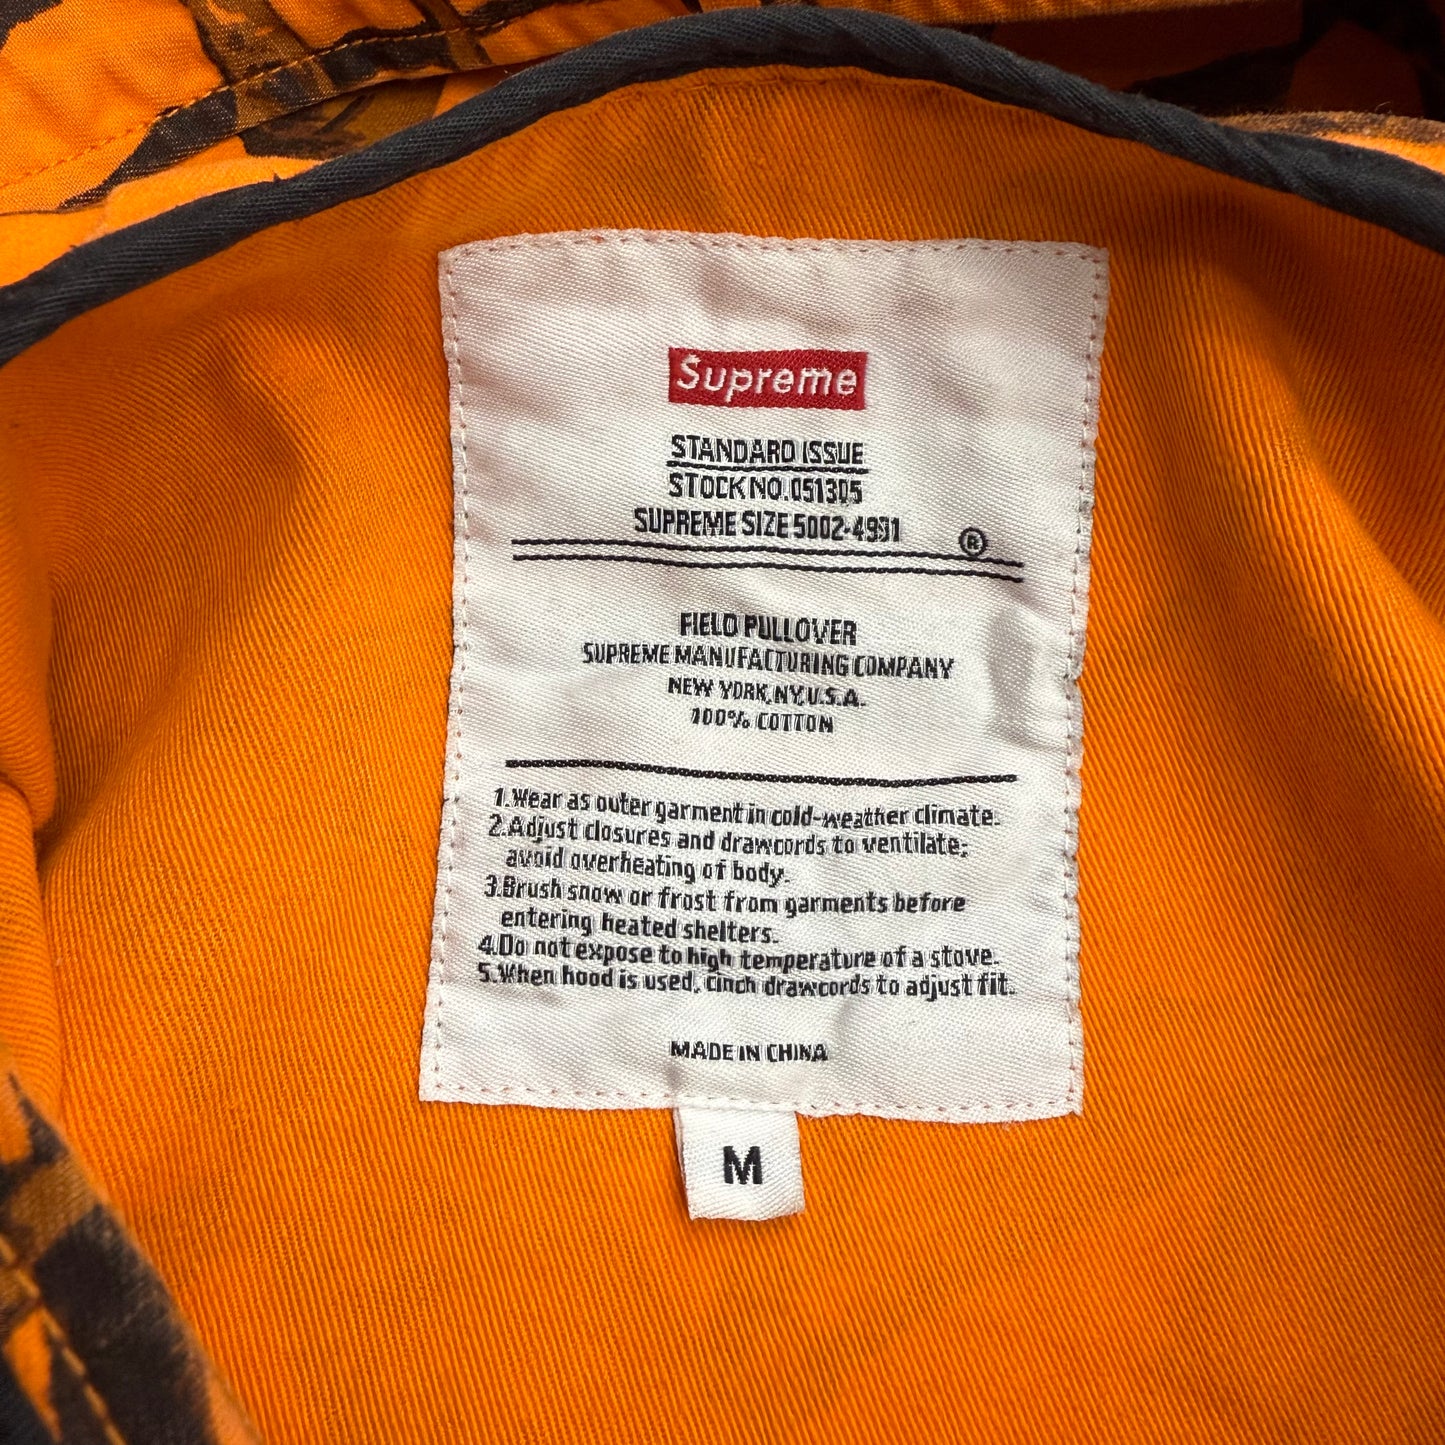 Supreme
STANDARD ISSUE
STOCK NO. 051305
SUPREME SIZE 5002-4991
®
FIELD PULLOVER
SUPREME MANUFACTURING COMPANY
NEW YORK, NY, U.S.A.
100% COTTON
1. Wear as outer garment in cold-weather climate.
2. Adjust closures and drawcords to ventilate;
avoid overheating of body.
3. Brush snow or frost from garments before
entering heated shelters.
4. Do not expose to high temperature of a stove.
5. When hood is used, cinch drawcords to adjust fit.
MADE IN CHINA
M